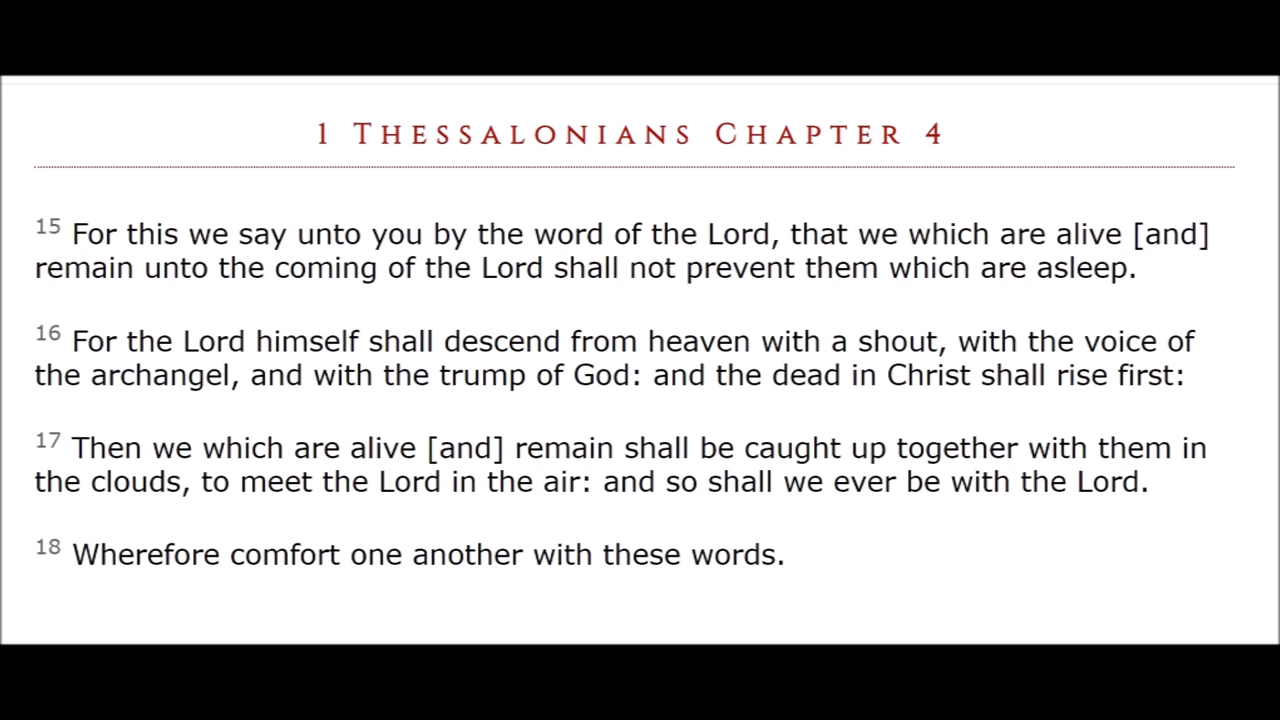 1 Thessalonians Chapter 4
15 For this we say unto you by the word of the Lord, that we which are alive [and]
remain unto the coming of the Lord shall not prevent them which are asleep.
16 For the Lord himself shall descend from heaven with a shout, with the voice of
the archangel, and with the trump of God: and the dead in Christ shall rise first:
17 Then we which are alive [and] remain shall be caught up together with them in
the clouds, to meet the Lord in the air: and so shall we ever be with the Lord.
18 Wherefore comfort one another with these words.